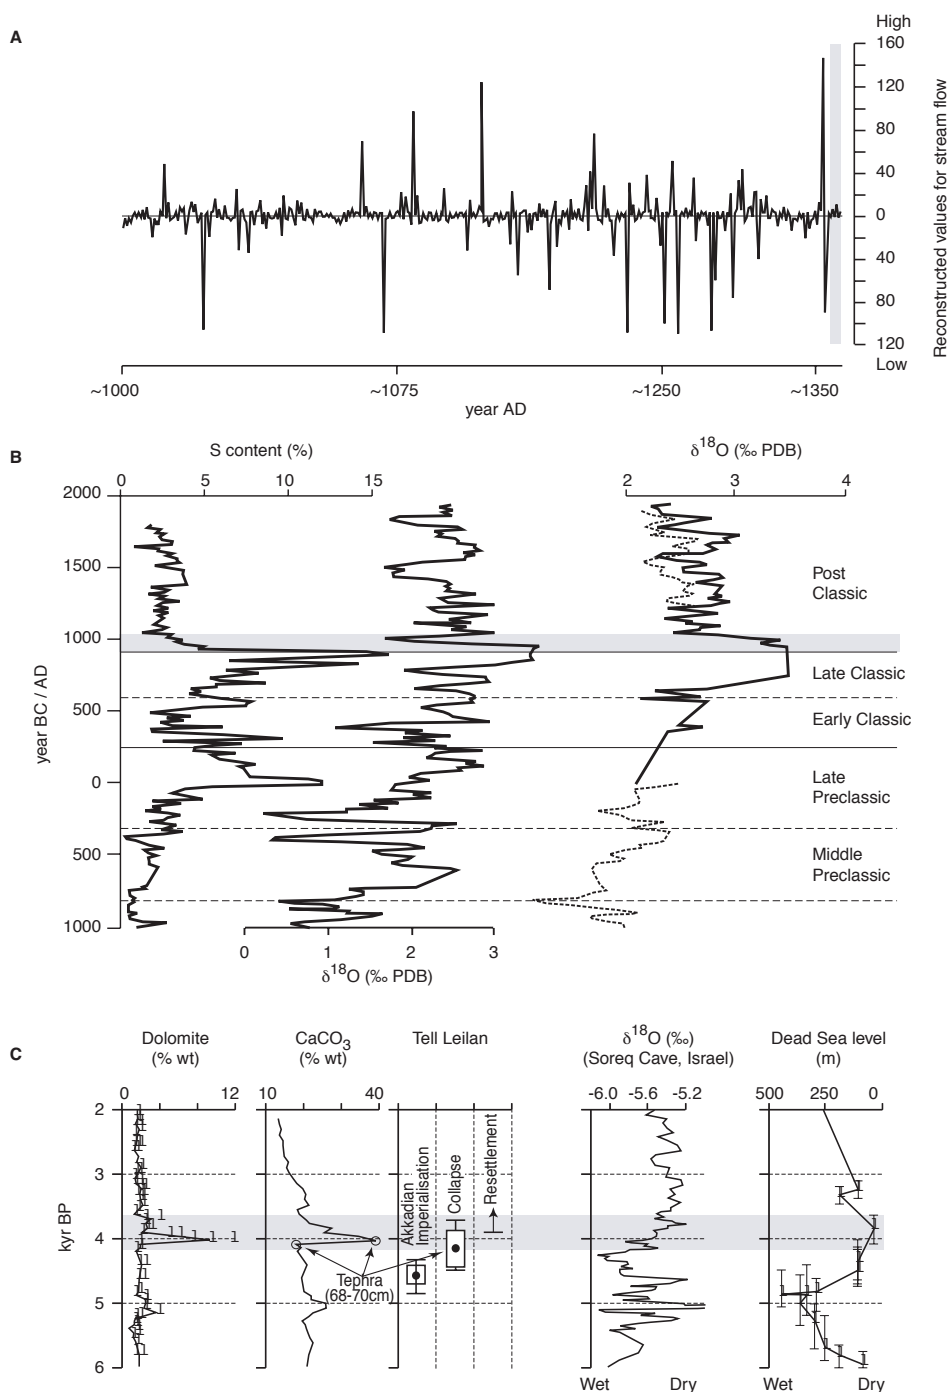 A
High
160
120
80
40
0
40
80
120
Low
Reconstructed values for stream flow
~1000
~1075
~1250
~1350
year AD
B
S content (%)
δ18O (‰ PDB)
0
5
10
15
2
3
4
2000
1500
1000
500
0
500
1000
year BC / AD
Post
Classic
Late Classic
Early Classic
Late
Preclassic
Middle
Preclassic
0
1
2
3
δ18O (‰ PDB)
C
Dolomite
(% wt)
CaCO3
(% wt)
Tell Leilan
δ18O (‰)
(Soreq Cave, Israel)
Dead Sea level
(m)
0
12
10
40
-6.0
-5.6
-5.2
500
250
0
2
3
4
5
6
kyr BP
Akkadian
Imperialisation
Collapse
Resettlement
Tephra
(68-70cm)
Wet
Dry
Wet
Dry